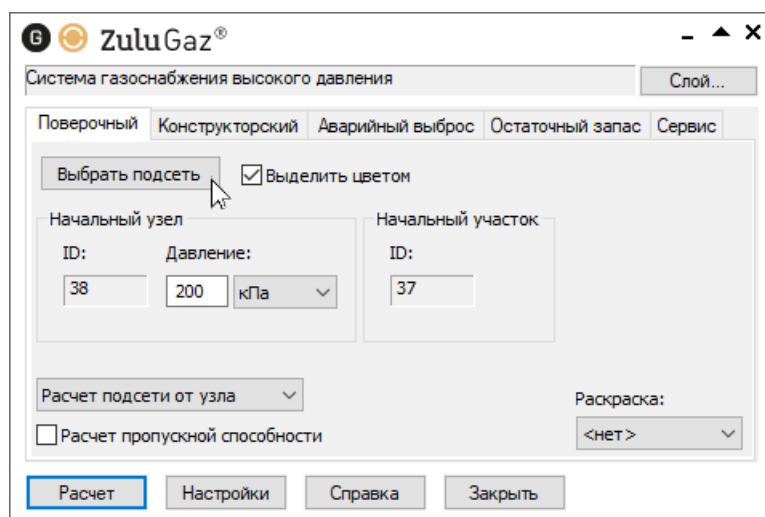 G ZuluGaz®
Система газоснабжения высокого давления Слой...
Поверочный Конструкторский Аварийный выброс Остаточный запас Сервис
Выбрать подсеть Выделить цветом
Начальный узел Начальный участок
ID: Давление: ID:
38 200 кПа 37
Расчет подсети от узла Раскраска:
Расчет пропускной способности <нет>
Расчет Настройки Справка Закрыть